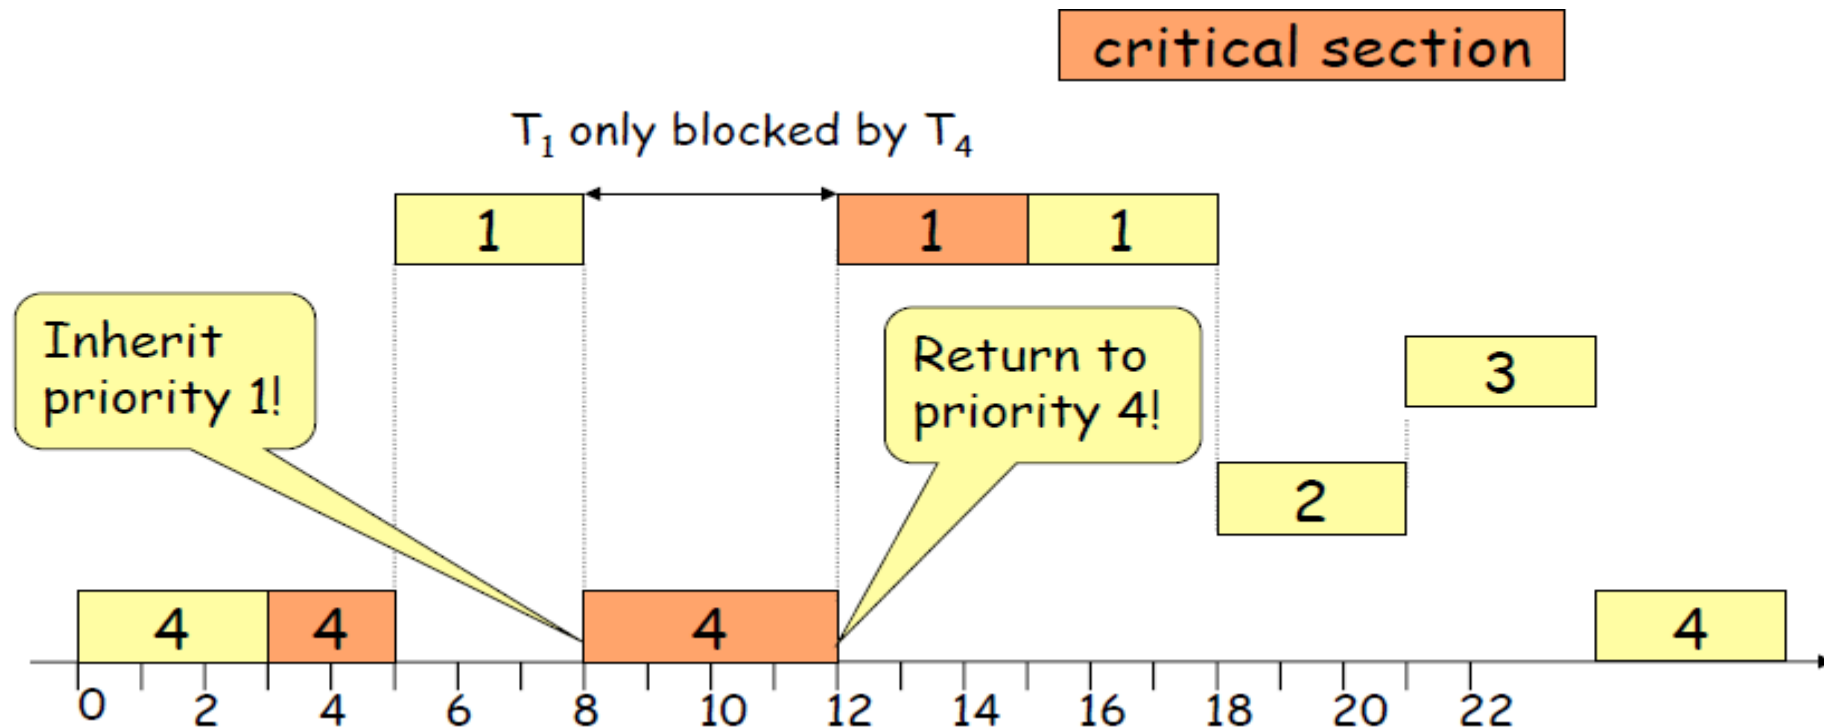 critical section
T₁ only blocked by T₄
1
1
1
Inherit
priority 1!
Return to
priority 4!
3
2
4
4
4
4
0 2 4 6 8 10 12 14 16 18 20 22